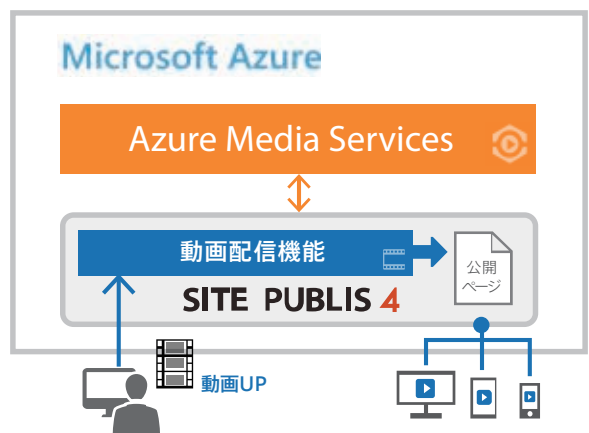 Microsoft Azure
Azure Media Services
動画配信機能
公開
ページ
SITE PUBLIS 4
動画UP